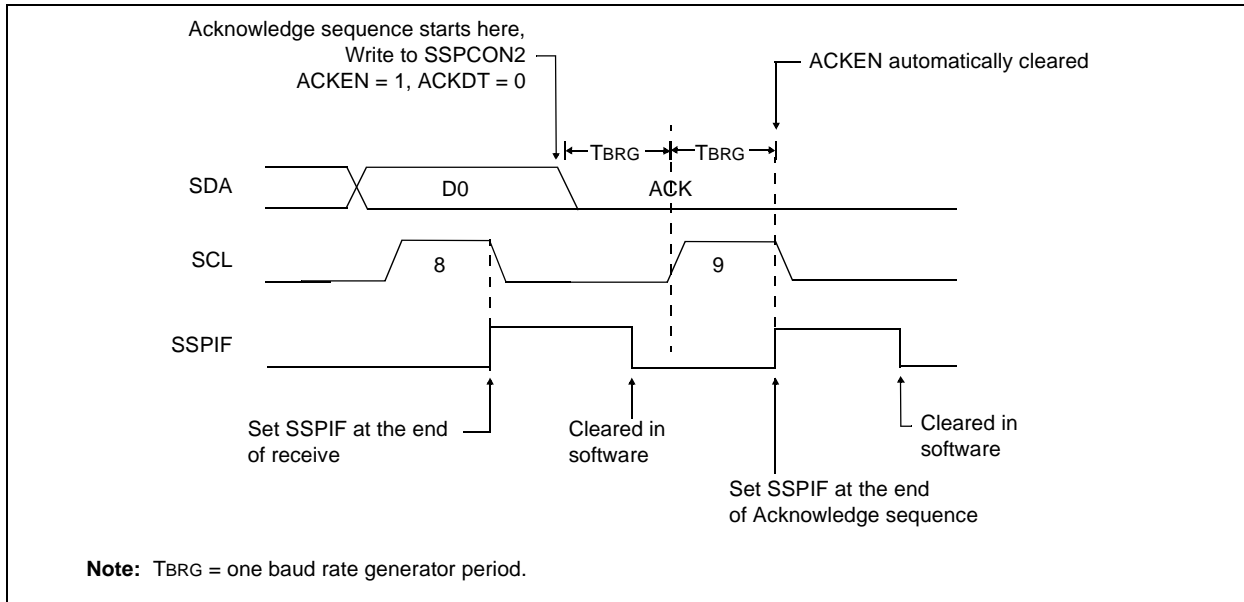 Acknowledge sequence starts here,
Write to SSPCON2
ACKEN = 1, ACKDT = 0
ACKEN automatically cleared
TBRG
TBRG
SDA
D0
ACK
SCL
8
9
SSPIF
Set SSPIF at the end
of receive
Cleared in
software
Set SSPIF at the end
of Acknowledge sequence
Cleared in
software
Note: TBRG = one baud rate generator period.